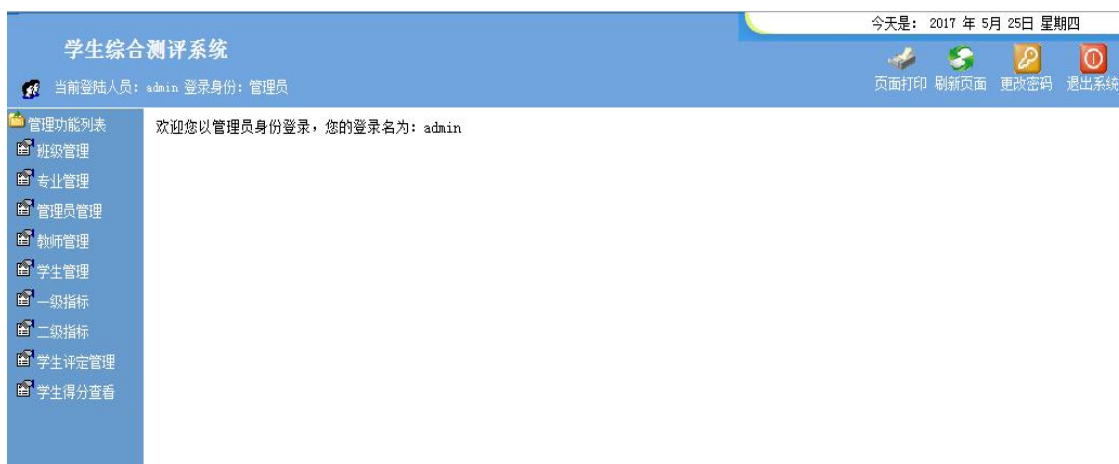 今天是: 2017 年 5月 25日 星期四
学生综合测评系统
页面打印 刷新页面 更改密码 退出系统
当前登陆人员: admin 登录身份: 管理员
管理功能列表
欢迎您以管理员身份登录，您的登录名为: admin
班级管理
专业管理
管理员管理
教师管理
学生管理
一级指标
二级指标
学生评定管理
学生得分查看